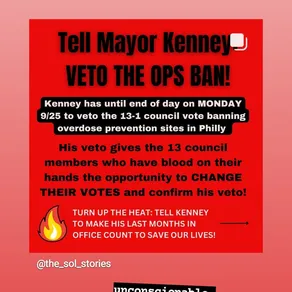 Tell Mayor Kenney
VETO THE OPS BAN!
Kenney has until end of day on MONDAY
9/25 to veto the 13-1 council vote banning
overdose prevention sites in Philly
His veto gives the 13 council
members who have blood on their
hands the opportunity to CHANGE
THEIR VOTES and confirm his veto!
TURN UP THE HEAT: TELL KENNEY
TO MAKE HIS LAST MONTHS IN
OFFICE COUNT TO SAVE OUR LIVES!
@the_sol_stories
unconscionable